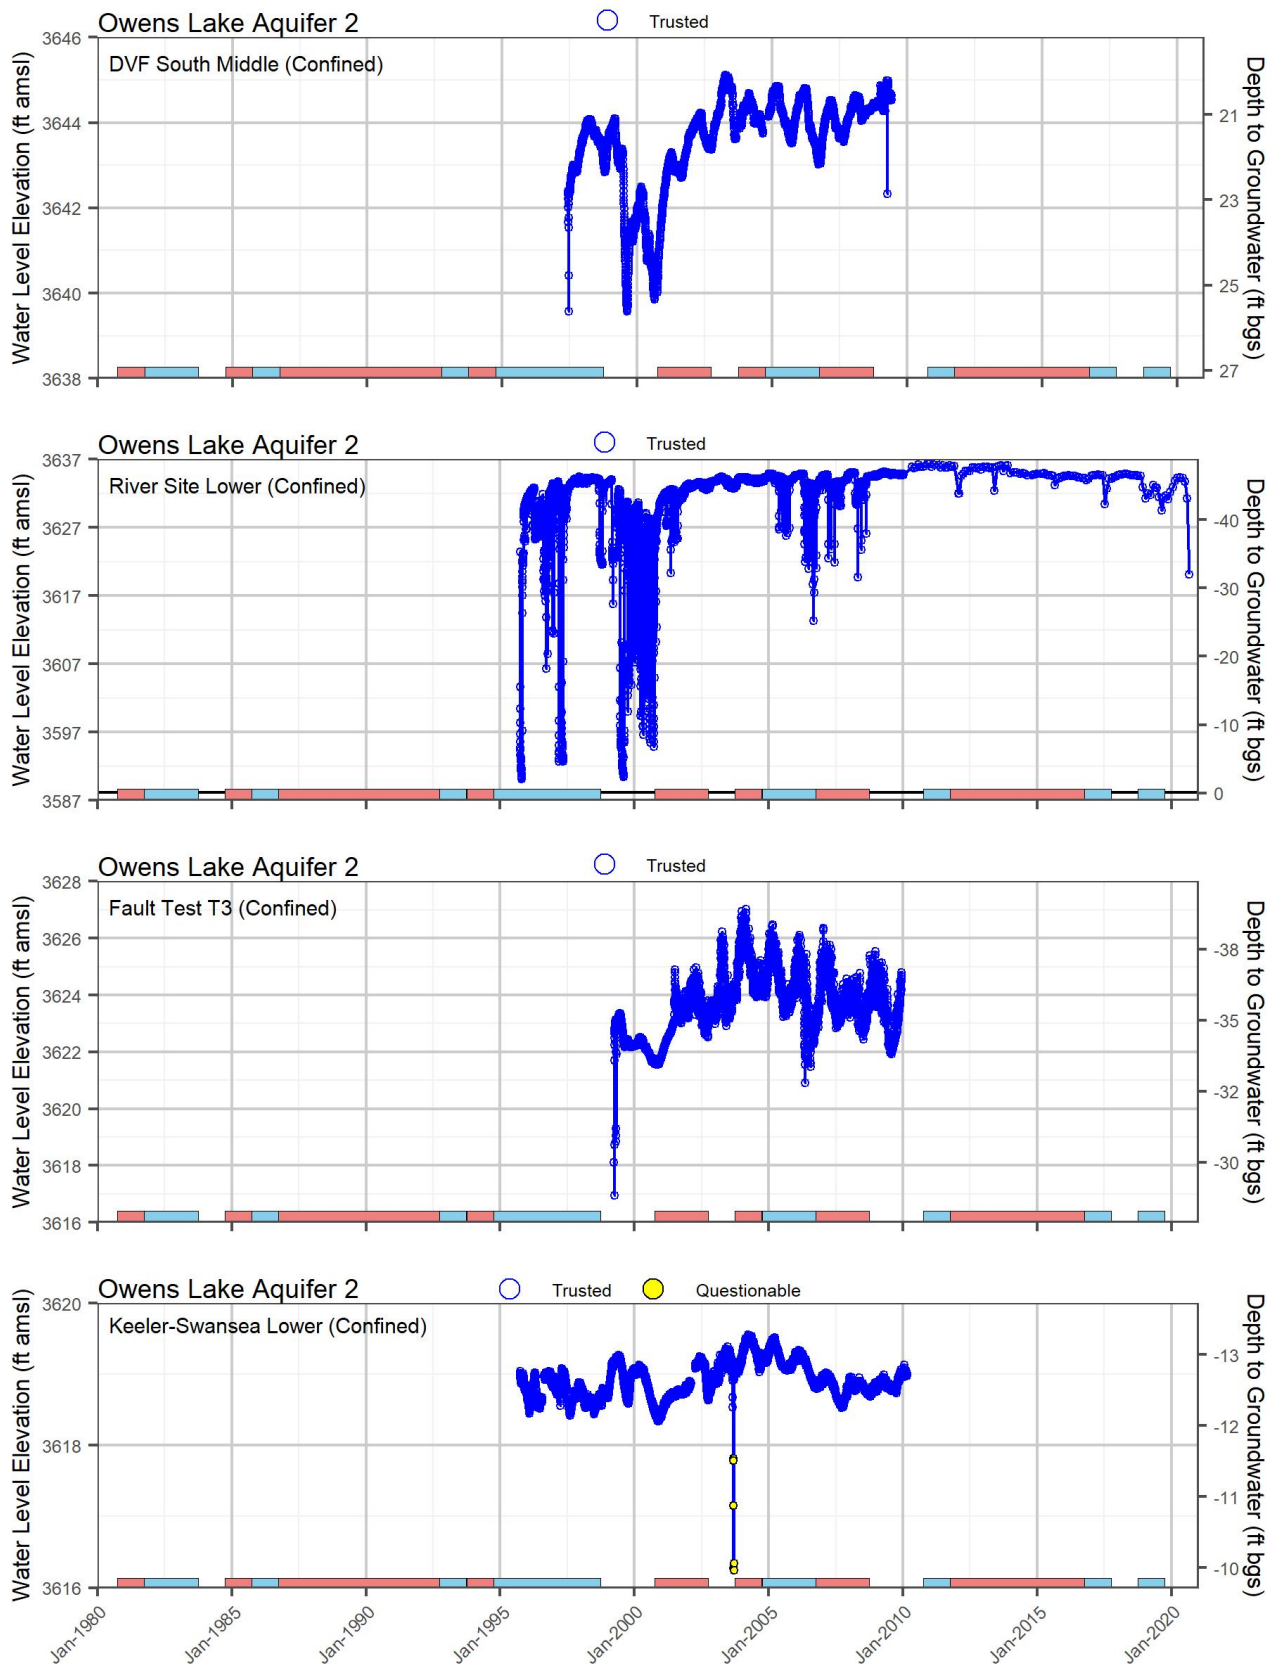 Owens Lake Aquifer 2
Trusted
DVF South Middle (Confined)
Water Level Elevation (ft amsl)
3646
3644
3642
3640
3638
21
23
25
27
Depth to Groundwater (ft bgs)
Owens Lake Aquifer 2
Trusted
River Site Lower (Confined)
Water Level Elevation (ft amsl)
3637
3627
3617
3607
3597
3587
-40
-30
-20
-10
0
Depth to Groundwater (ft bgs)
Owens Lake Aquifer 2
Trusted
Fault Test T3 (Confined)
Water Level Elevation (ft amsl)
3628
3626
3624
3622
3620
3618
3616
-38
-35
-32
-30
Depth to Groundwater (ft bgs)
Owens Lake Aquifer 2
Trusted Questionable
Keeler-Swansea Lower (Confined)
Water Level Elevation (ft amsl)
3620
3618
3616
-13
-12
-11
-10
Depth to Groundwater (ft bgs)
Jan-1980 Jan-1985 Jan-1990 Jan-1995 Jan-2000 Jan-2005 Jan-2010 Jan-2015 Jan-2020